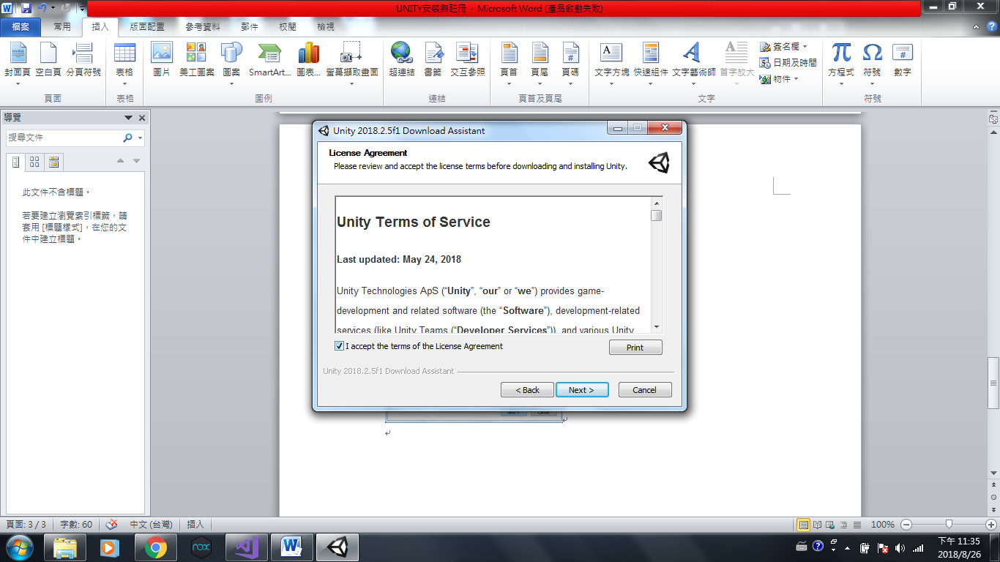 UNITY安裝與註冊 - Microsoft Word (產品啟動失敗)
檔案 常用 插入 版面配置 參考資料 郵件 校閱 檢視
封面頁 空白頁 分頁符號 表格 圖片 美工圖案 圖案 SmartArt... 圖表... 螢幕擷取畫面 超連結 書籤 交互參照 頁首 頁尾 頁碼 文字方塊 快速組件 文字藝術師 首字放大 簽名欄 方程式 符號 數字
日期及時間
物件
頁面 表格 圖例 連結 頁首及頁尾 文字 符號
導覽
搜尋文件
此文件不含標題。
若要建立瀏覽索引標籤，請
套用 [標題樣式]，在您的文
件中建立標題。
Unity 2018.2.5f1 Download Assistant
License Agreement
Please review and accept the license terms before downloading and installing Unity.
Unity Terms of Service
Last updated: May 24, 2018
Unity Technologies ApS (“Unity”, “our” or “we”) provides game-
development and related software (the “Software”), development-related
services (like Unity Teams (“Developer Services”)), and various Unity
I accept the terms of the License Agreement
Print
Unity 2018.2.5f1 Download Assistant
< Back Next > Cancel
頁面: 3 / 3 字數: 60 中文 (台灣) 插入 100%
nox
下午 11:35
2018/8/26